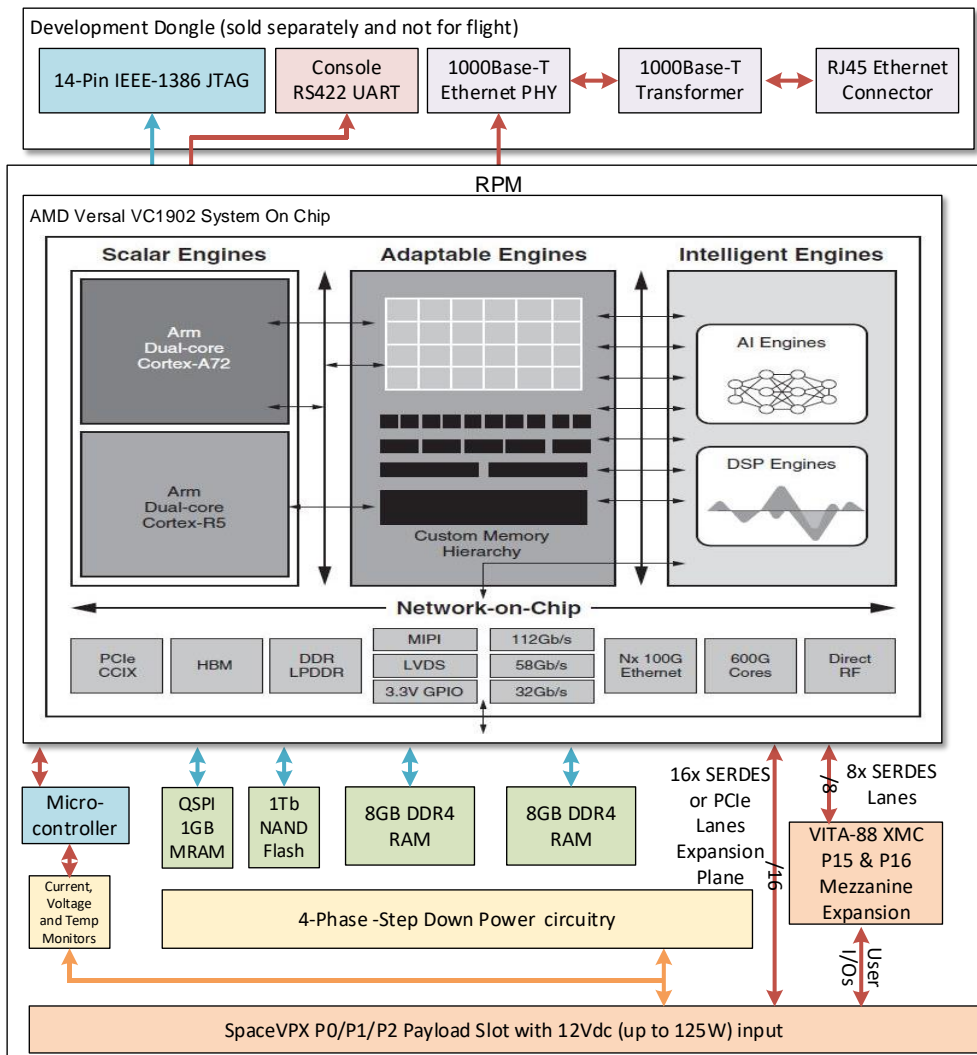 Development Dongle (sold separately and not for flight)
14-Pin IEEE-1386 JTAG
Console
RS422 UART
1000Base-T
Ethernet PHY
1000Base-T
Transformer
RJ45 Ethernet
Connector
RPM
AMD Versal VC1902 System On Chip
Scalar Engines
Adaptable Engines
Intelligent Engines
Arm
Dual-core
Cortex-A72
Arm
Dual-core
Cortex-R5
Custom Memory
Hierarchy
AI Engines
DSP Engines
Network-on-Chip
PCIe
CCIX
HBM
DDR
LPDDR
MIPI
LVDS
3.3V GPIO
112Gb/s
58Gb/s
32Gb/s
Nx 100G
Ethernet
600G
Cores
Direct
RF
Micro-
controller
QSPI
1GB
MRAM
1Tb
NAND
Flash
8GB DDR4
RAM
8GB DDR4
RAM
16x SERDES
or PCIe
Lanes
Expansion
Plane
/16
/8
8x SERDES
Lanes
VITA-88 XMC
P15 & P16
Mezzanine
Expansion
Current,
Voltage
and Temp
Monitors
4-Phase -Step Down Power circuitry
User
I/Os
SpaceVPX P0/P1/P2 Payload Slot with 12Vdc (up to 125W) input